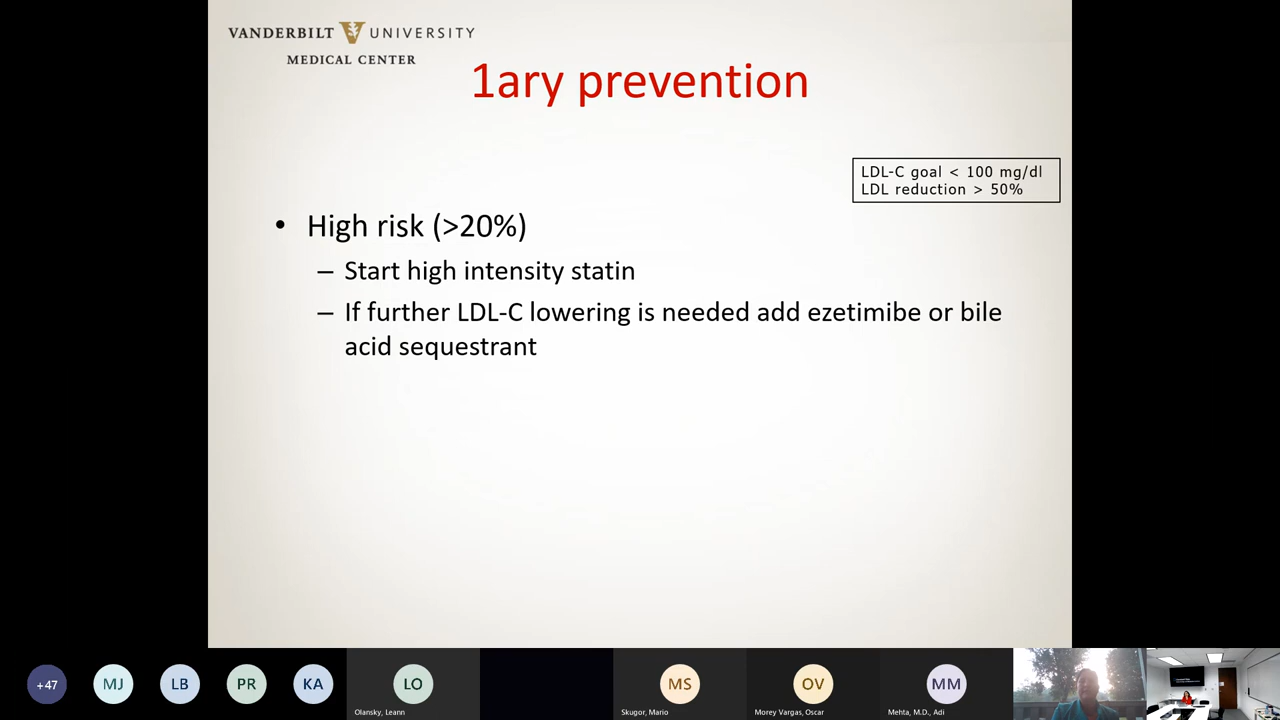 VANDERBILT V UNIVERSITY
MEDICAL CENTER
1ary prevention
LDL-C goal < 100 mg/dl
LDL reduction > 50%
• High risk (>20%)
– Start high intensity statin
– If further LDL-C lowering is needed add ezetimibe or bile
acid sequestrant
+47
MJ
LB
PR
KA
LO
MS
OV
MM
Olansky, Leann
Skugor, Mario
Morey Vargas, Oscar
Mehta, M.D., Adi